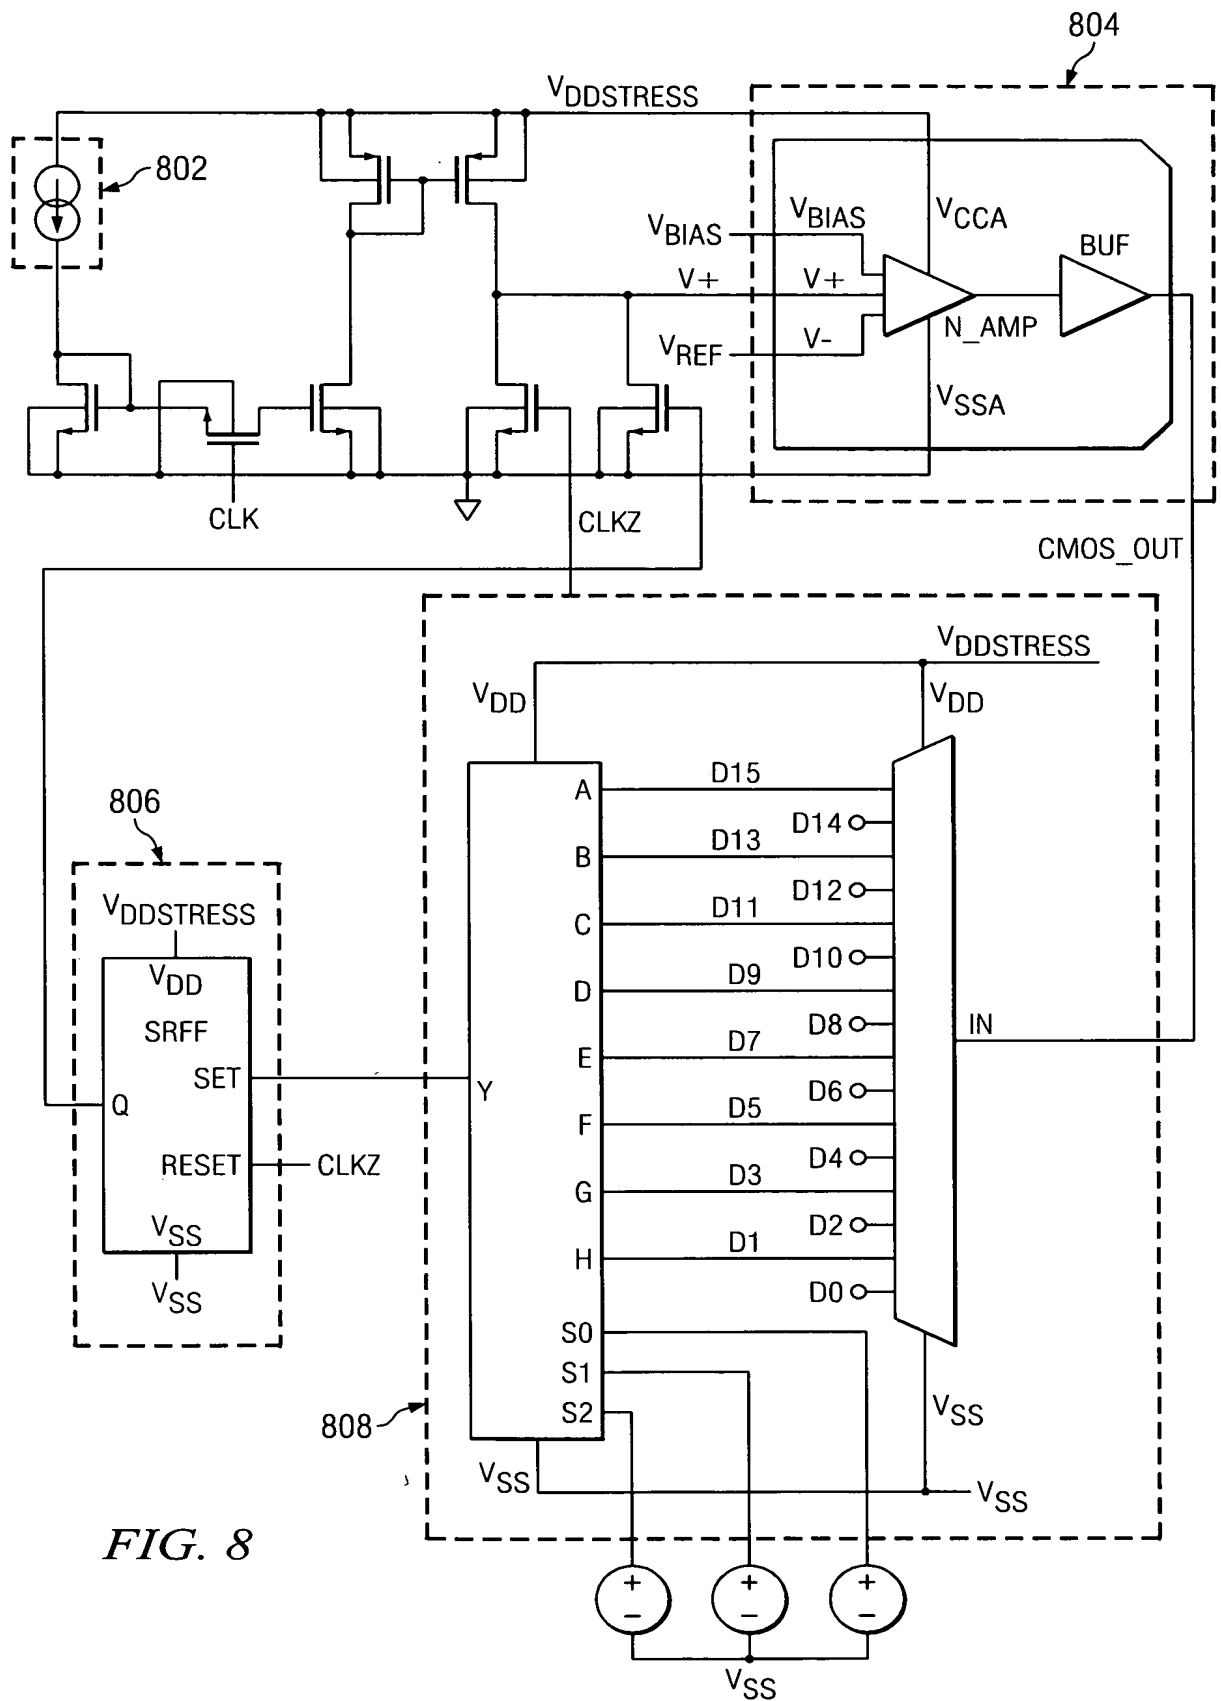 804
VDDSTRESS
802
VBIAS
VBIAS
VCCA
BUF
V+
V+
N_AMP
VREF
V-
VSSA
CLK
CLKZ
CMOS_OUT
VDDSTRESS
VDD
VDD
D15
A
806
D14
D13
B
D12
VDDSTRESS
D11
C
D10
VDD
D9
D
SRFF
D8
IN
D7
E
SET
Y
D6
Q
D5
F
D4
RESET
CLKZ
D3
G
D2
VSS
D1
H
D0
VSS
S0
S1
808
S2
VSS
VSS
VSS
FIG. 8
+
+
+
−
−
−
VSS